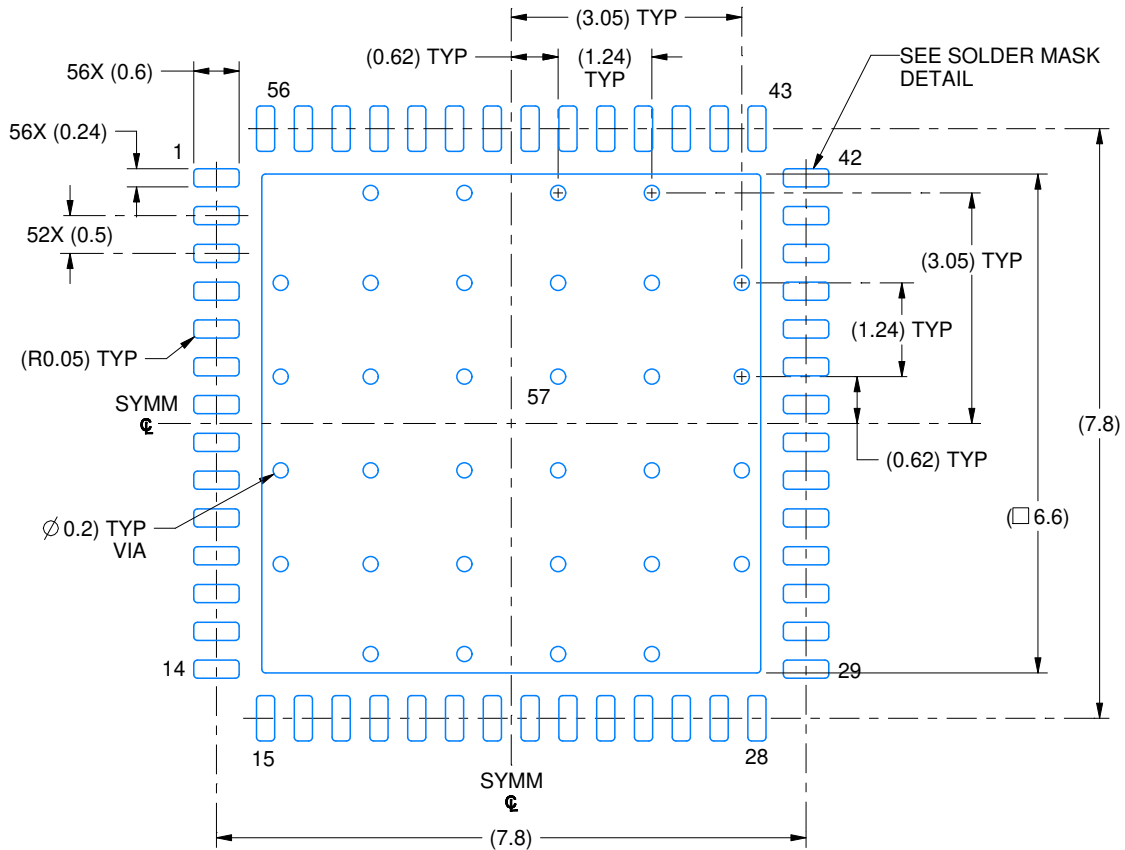 (3.05) TYP
(0.62) TYP
(1.24)
TYP
SEE SOLDER MASK
DETAIL
56X (0.6)
56
43
56X (0.24)
1
42
52X (0.5)
(3.05) TYP
(1.24) TYP
(R0.05) TYP
57
SYMM
℄
(7.8)
(0.62) TYP
(□ 6.6)
∅ 0.2) TYP
VIA
14
29
15
28
SYMM
℄
(7.8)